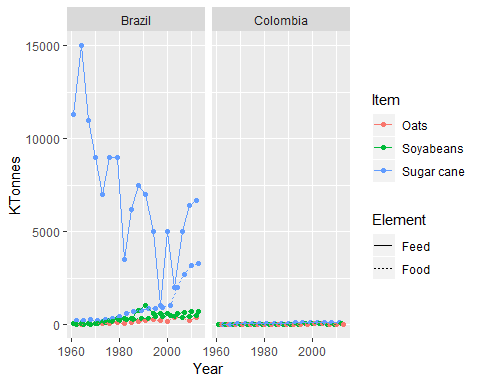 Brazil Colombia
15000
10000
5000
0
KTonnes
1960 1980 2000 1960 1980 2000
Year
Item
Oats
Soyabeans
Sugar cane
Element
Feed
Food